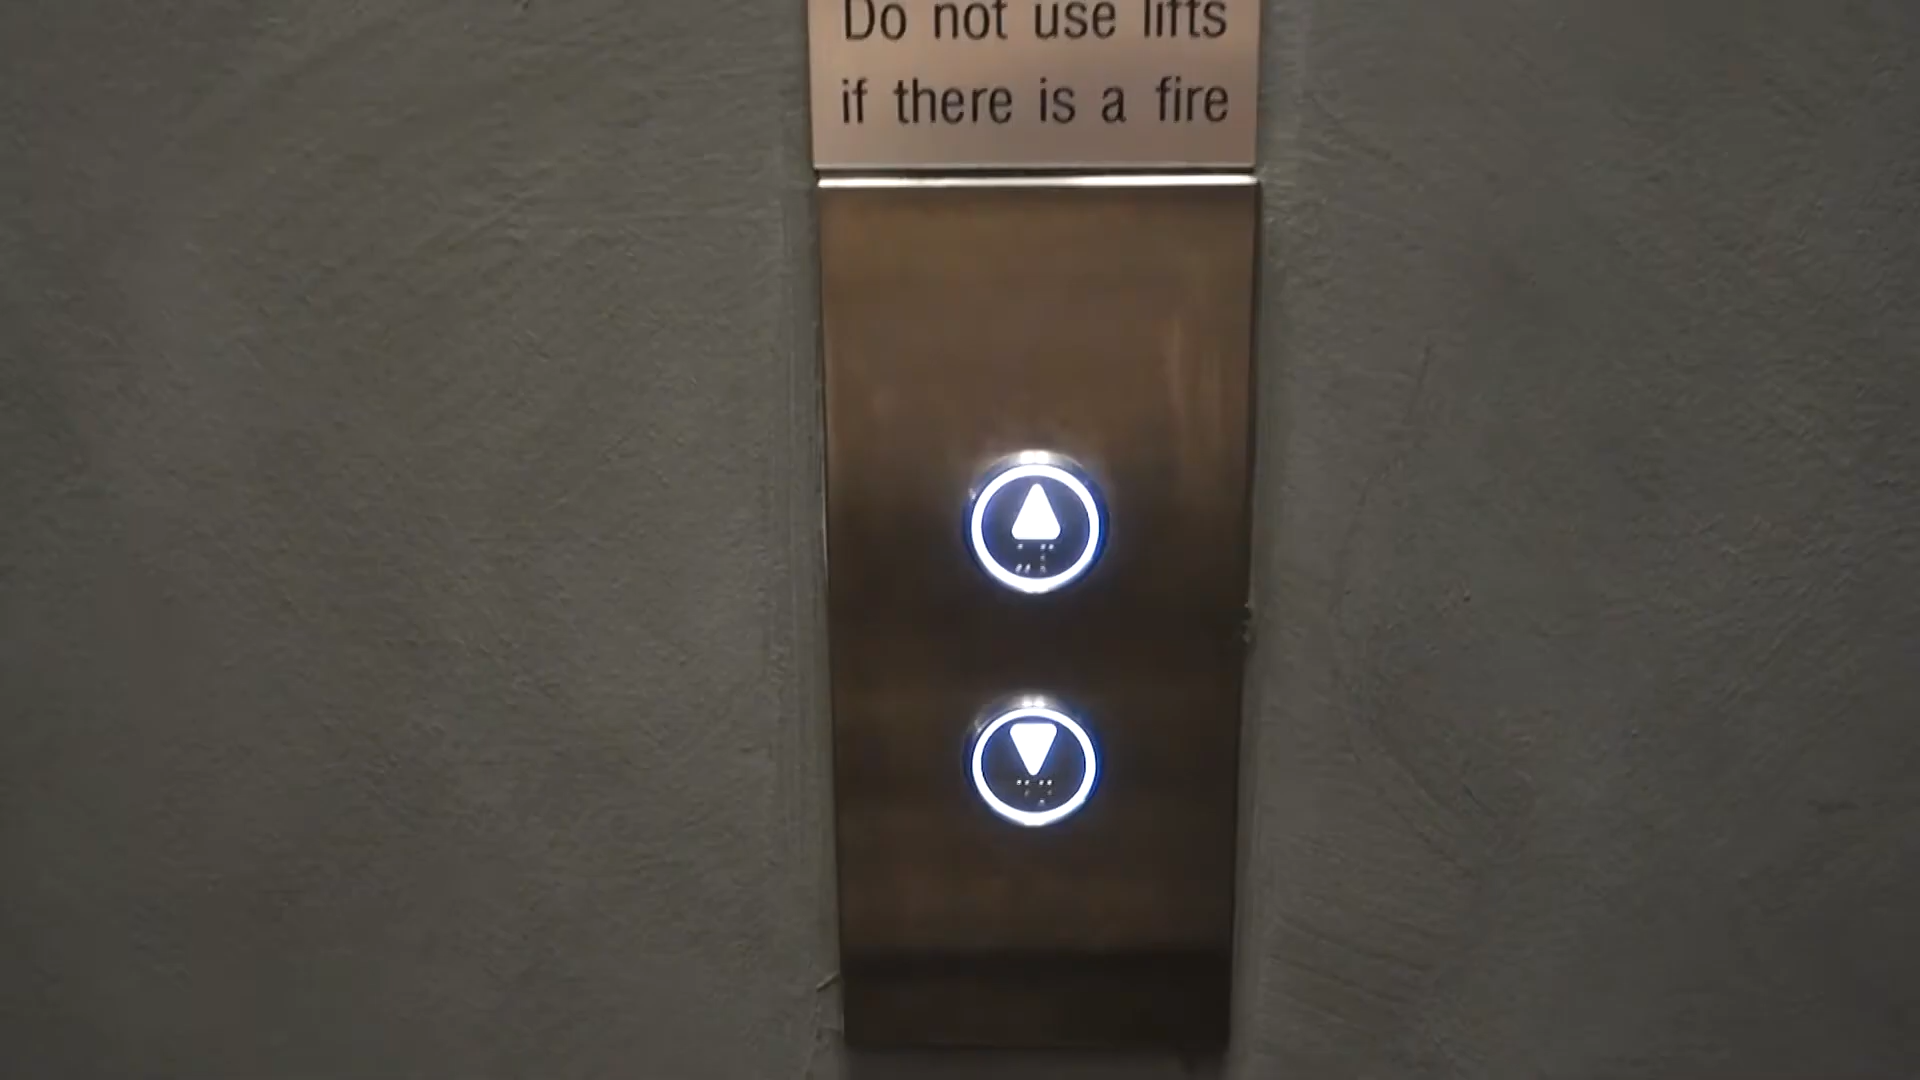 Do not use lifts
if there is a fire